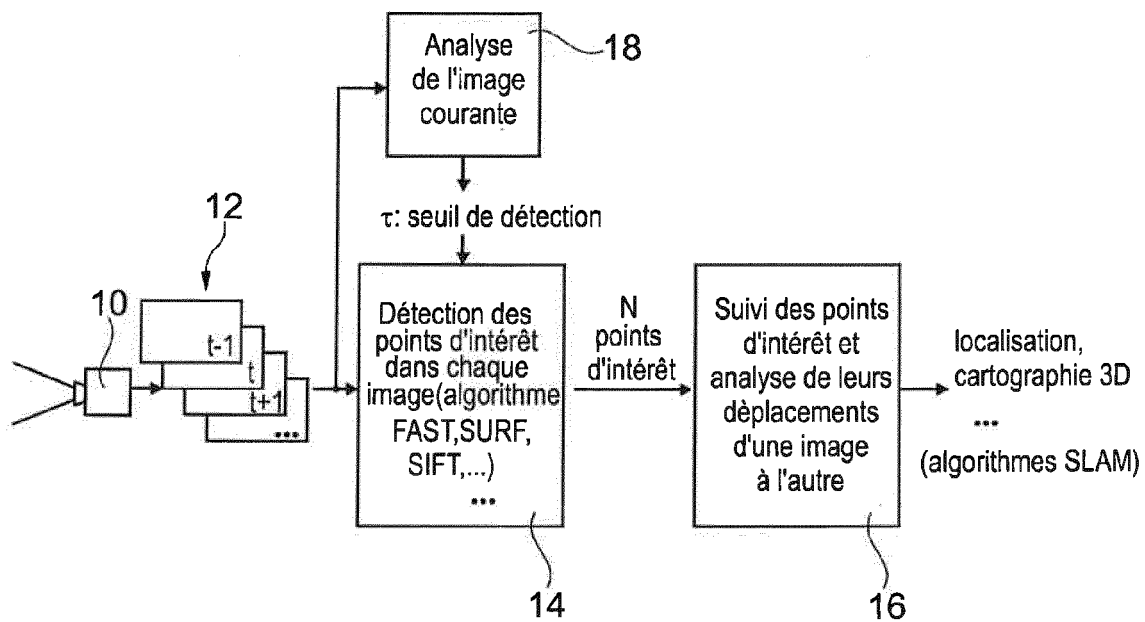 Analyse
de l'image
courante
18
τ: seuil de détection
12
10
t-1
t
t+1
...
Détection des
points d'intérêt
dans chaque
image(algorithme
FAST,SURF,
SIFT,...)
...
14
N
points
d'intérêt
Suivi des points
d'intérêt et
analyse de leurs
dèplacements
d'une image
à l'autre
16
localisation,
cartographie 3D
...
(algorithmes SLAM)